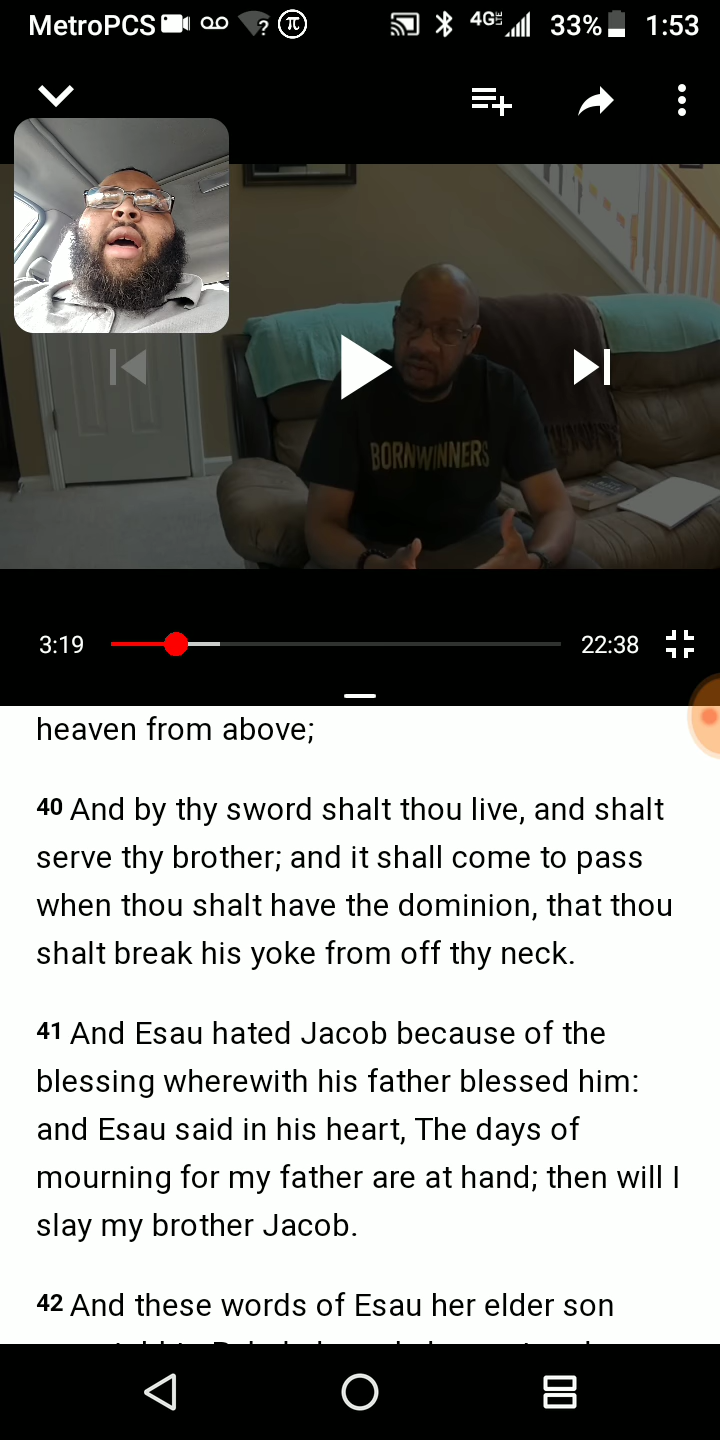 MetroPCS ? π 4G LTE 33% 1:53
BORNWINNERS
3:19 22:38
heaven from above;
40 And by thy sword shalt thou live, and shalt
serve thy brother; and it shall come to pass
when thou shalt have the dominion, that thou
shalt break his yoke from off thy neck.
41 And Esau hated Jacob because of the
blessing wherewith his father blessed him:
and Esau said in his heart, The days of
mourning for my father are at hand; then will I
slay my brother Jacob.
42 And these words of Esau her elder son